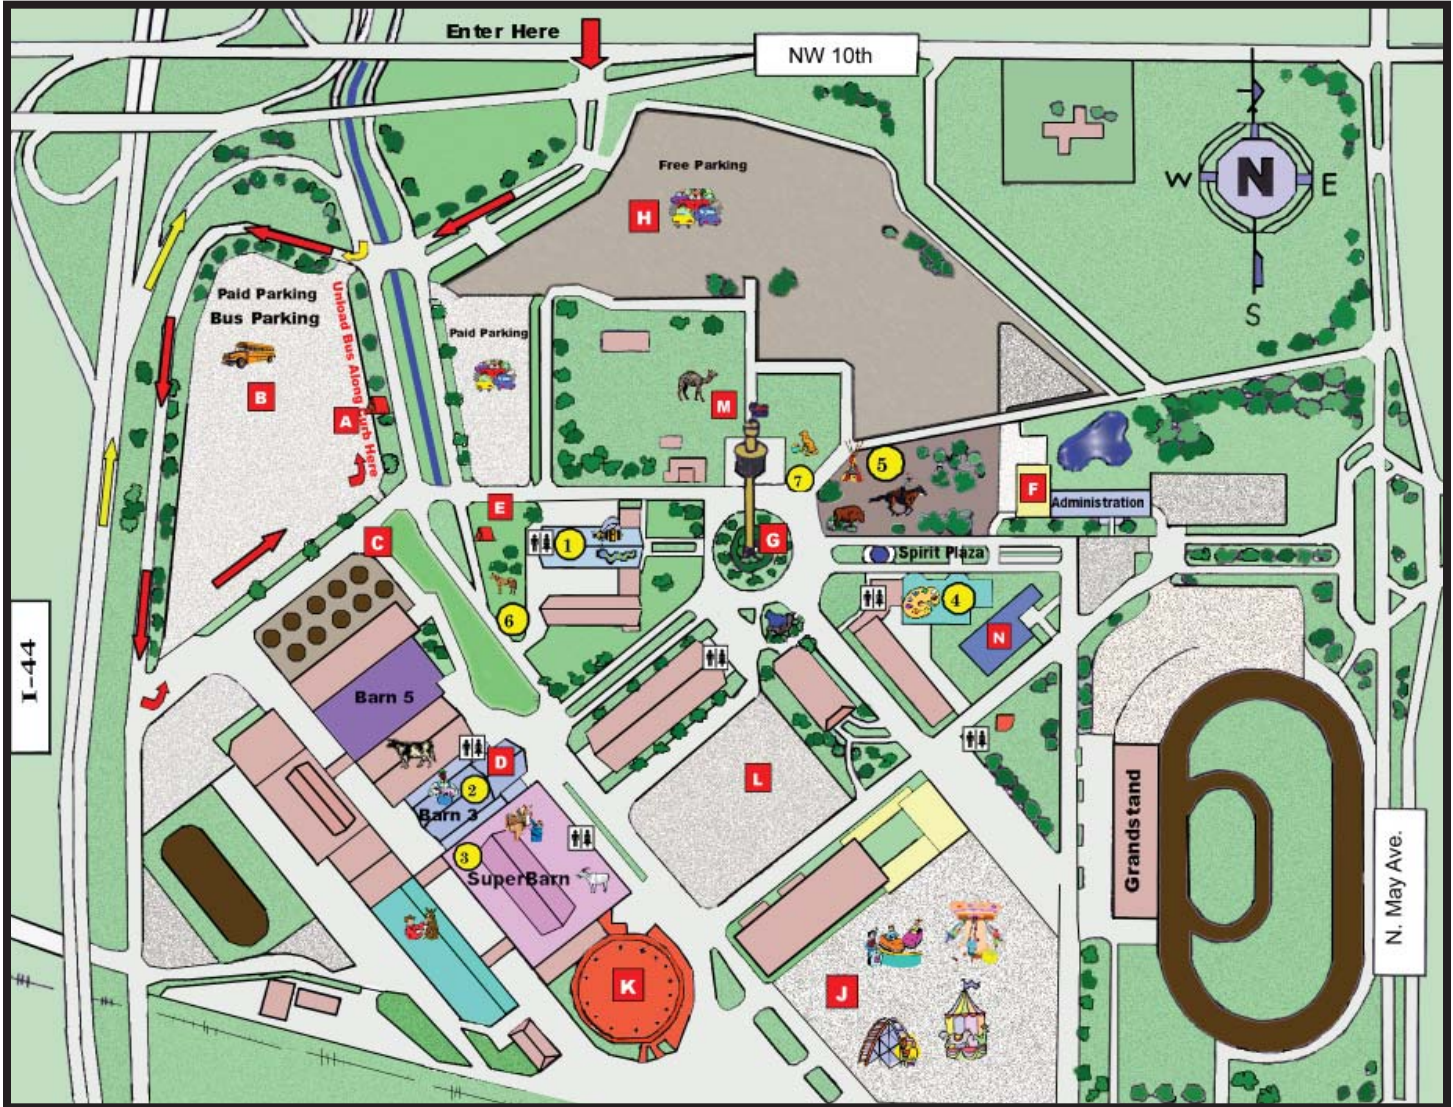 Enter Here
NW 10th
Free Parking
H
N
W
E
S
Paid Parking
Bus Parking
Unload Bus Along Curb Here
Paid Parking
B
A
M
5
7
F
Administration
E
C
1
G
Spirit Plaza
6
4
N
I-44
Barn 5
D
2
Barn 3
L
3
SuperBarn
Grandstand
N. May Ave.
K
J